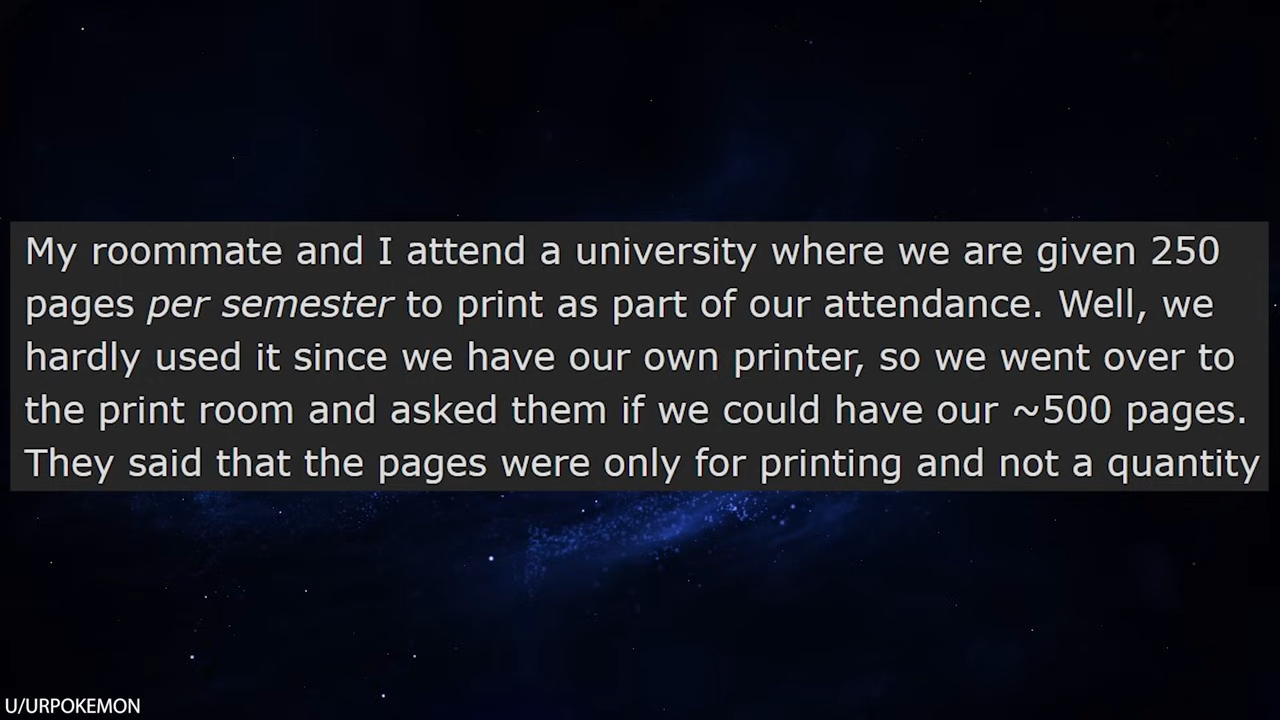 My roommate and I attend a university where we are given 250
pages per semester to print as part of our attendance. Well, we
hardly used it since we have our own printer, so we went over to
the print room and asked them if we could have our ~500 pages.
They said that the pages were only for printing and not a quantity
U/URPOKEMON